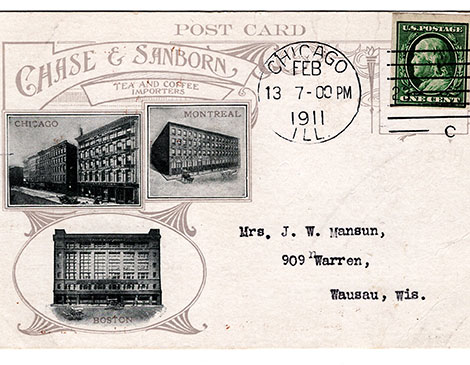 POST CARD
CHASE & SANBORN,
TEA AND COFFEE
IMPORTERS
CHICAGO
MONTREAL
BOSTON
CHICAGO
FEB
13 7-00 PM
1911
ILL.
U.S. POSTAGE
ONE CENT
C
Mrs. J. W. Mansun,
909 n Warren,
Wausau, Wis.